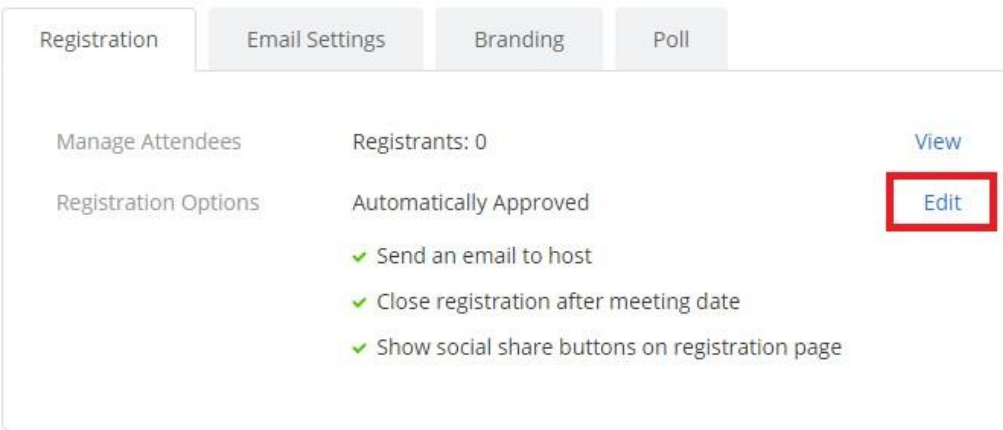 Registration Email Settings Branding Poll
Manage Attendees Registrants: 0 View
Registration Options Automatically Approved Edit
Send an email to host
Close registration after meeting date
Show social share buttons on registration page